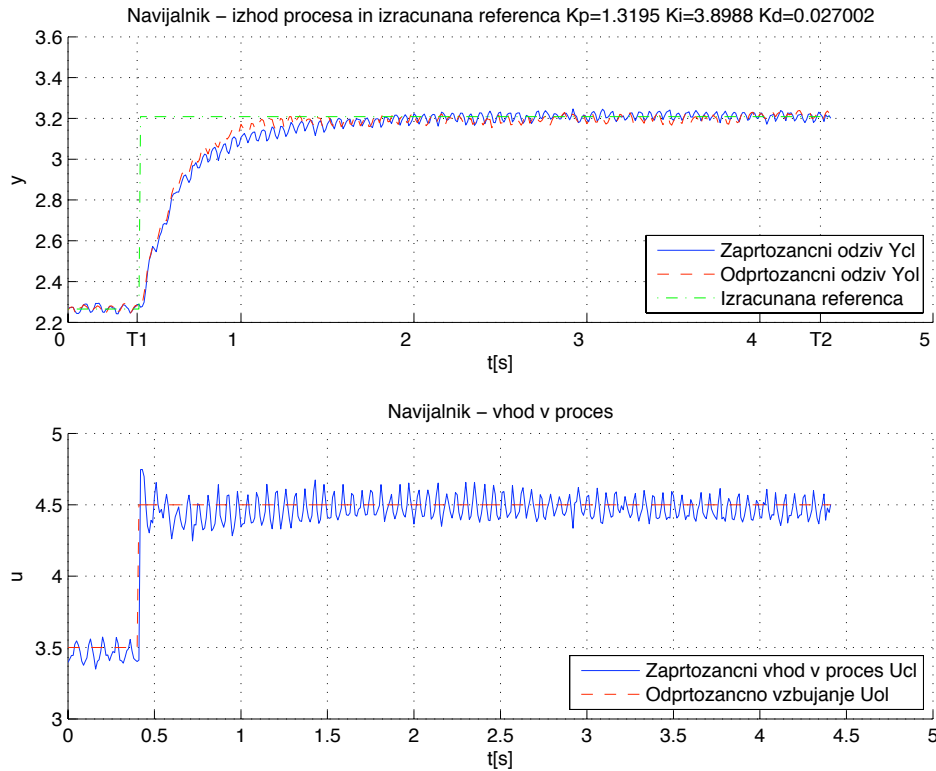 Navijalnik – izhod procesa in izracunana referenca Kp=1.3195 Ki=3.8988 Kd=0.027002
3.6
3.4
3.2
3
2.8
2.6
2.4
2.2
y
Zaprtozancni odziv Ycl
Odprtozancni odziv Yol
Izracunana referenca
0 T1 1 2 3 4 T2 5
t[s]
Navijalnik – vhod v proces
5
4.5
4
3.5
3
u
Zaprtozancni vhod v proces Ucl
Odprtozancno vzbujanje Uol
0 0.5 1 1.5 2 2.5 3 3.5 4 4.5 5
t[s]